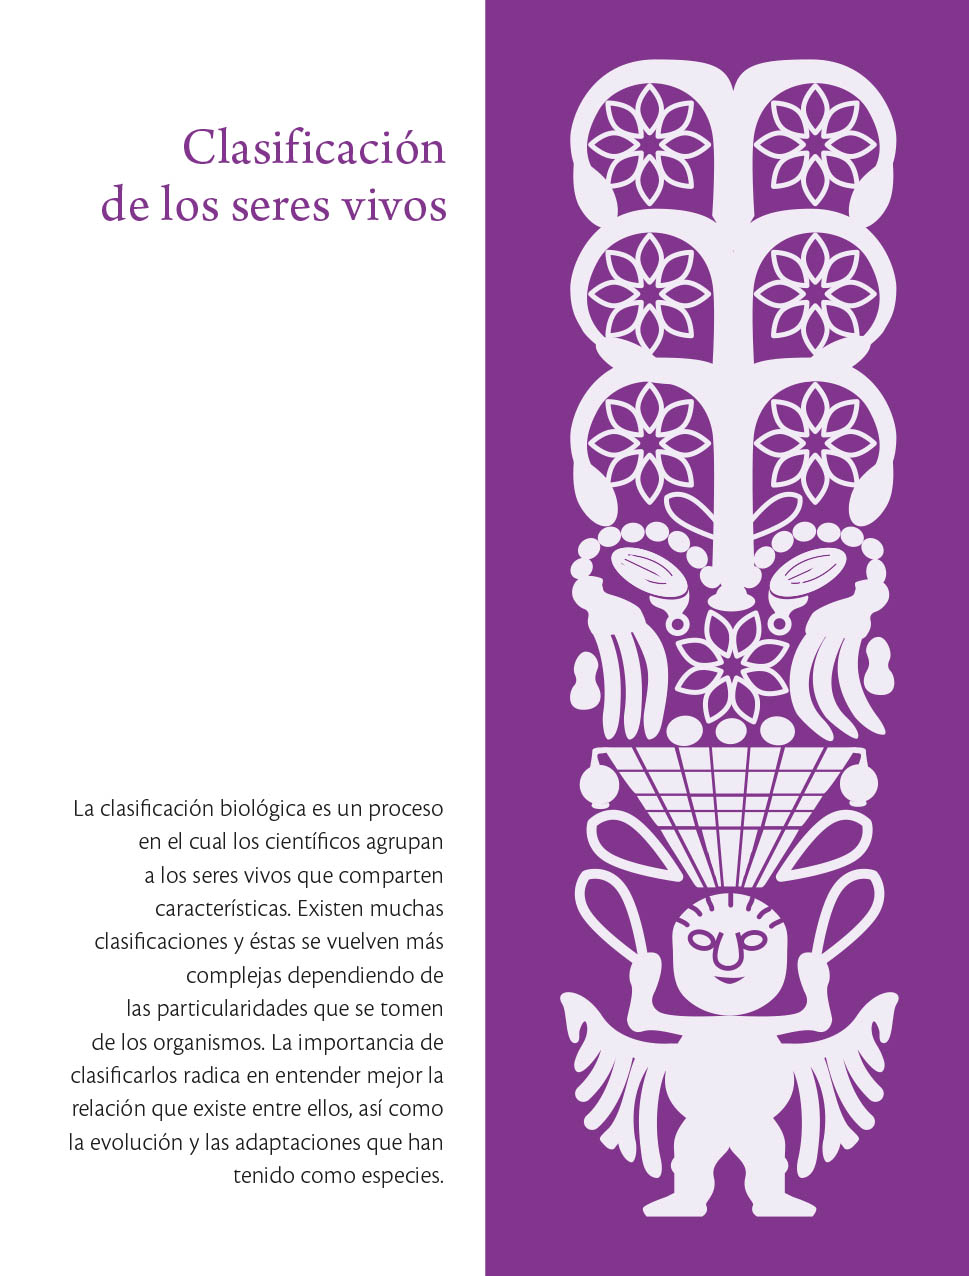 Clasificación
de los seres vivos
La clasificación biológica es un proceso
en el cual los científicos agrupan
a los seres vivos que comparten
características. Existen muchas
clasificaciones y éstas se vuelven más
complejas dependiendo de
las particularidades que se tomen
de los organismos. La importancia de
clasificarlos radica en entender mejor la
relación que existe entre ellos, así como
la evolución y las adaptaciones que han
tenido como especies.